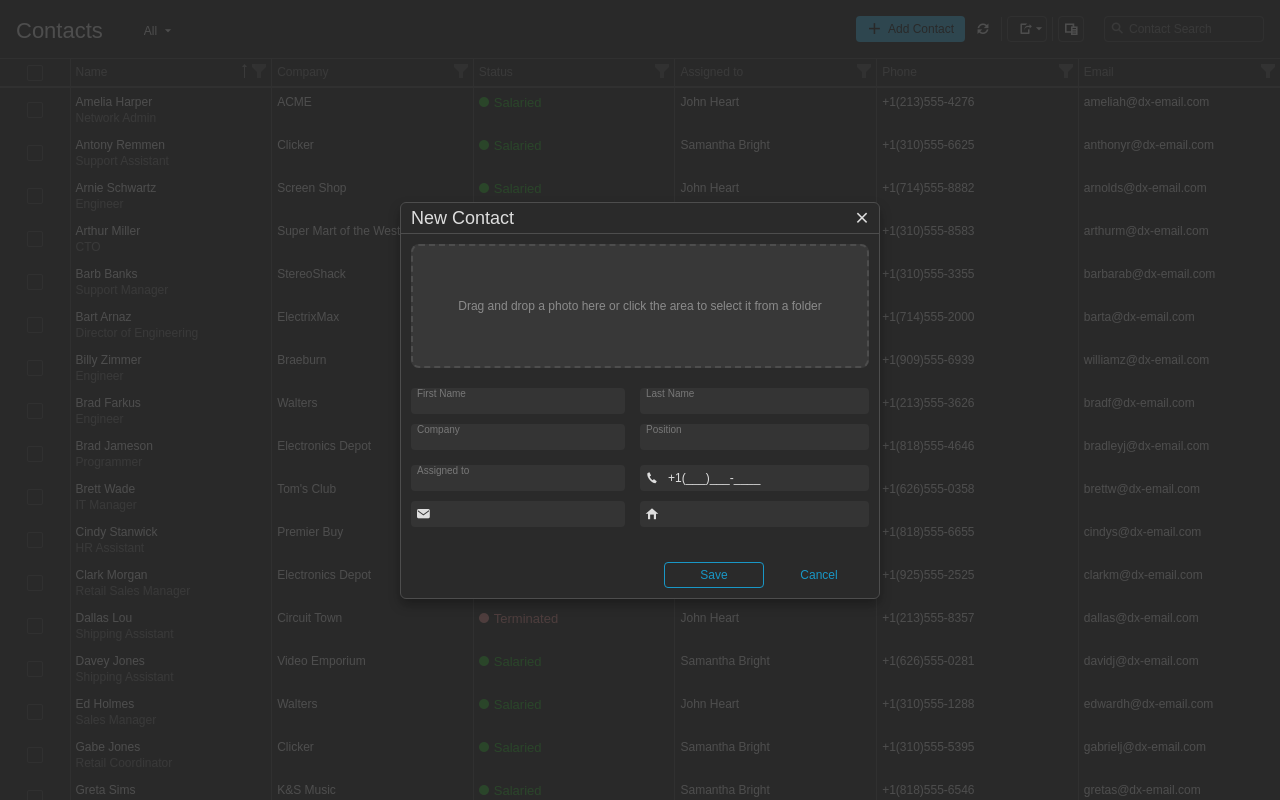 Contacts
All
Add Contact
Contact Search
Name
Company
Status
Assigned to
Phone
Email
Amelia Harper
Network Admin
ACME
Salaried
John Heart
+1(213)555-4276
ameliah@dx-email.com
Antony Remmen
Support Assistant
Clicker
Salaried
Samantha Bright
+1(310)555-6625
anthonyr@dx-email.com
Arnie Schwartz
Engineer
Screen Shop
Salaried
John Heart
+1(714)555-8882
arnolds@dx-email.com
Arthur Miller
CTO
Super Mart of the West
+1(310)555-8583
arthurm@dx-email.com
Barb Banks
Support Manager
StereoShack
+1(310)555-3355
barbarab@dx-email.com
Bart Arnaz
Director of Engineering
ElectrixMax
+1(714)555-2000
barta@dx-email.com
Billy Zimmer
Engineer
Braeburn
+1(909)555-6939
williamz@dx-email.com
Brad Farkus
Engineer
Walters
+1(213)555-3626
bradf@dx-email.com
Brad Jameson
Programmer
Electronics Depot
+1(818)555-4646
bradleyj@dx-email.com
Brett Wade
IT Manager
Tom's Club
+1(626)555-0358
brettw@dx-email.com
Cindy Stanwick
HR Assistant
Premier Buy
+1(818)555-6655
cindys@dx-email.com
Clark Morgan
Retail Sales Manager
Electronics Depot
+1(925)555-2525
clarkm@dx-email.com
Dallas Lou
Shipping Assistant
Circuit Town
Terminated
John Heart
+1(213)555-8357
dallas@dx-email.com
Davey Jones
Shipping Assistant
Video Emporium
Salaried
Samantha Bright
+1(626)555-0281
davidj@dx-email.com
Ed Holmes
Sales Manager
Walters
Salaried
John Heart
+1(310)555-1288
edwardh@dx-email.com
Gabe Jones
Retail Coordinator
Clicker
Salaried
Samantha Bright
+1(310)555-5395
gabrielj@dx-email.com
Greta Sims
K&S Music
Salaried
Samantha Bright
+1(818)555-6546
gretas@dx-email.com
New Contact
Drag and drop a photo here or click the area to select it from a folder
First Name
Last Name
Company
Position
Assigned to
+1(___)___-____
Save
Cancel